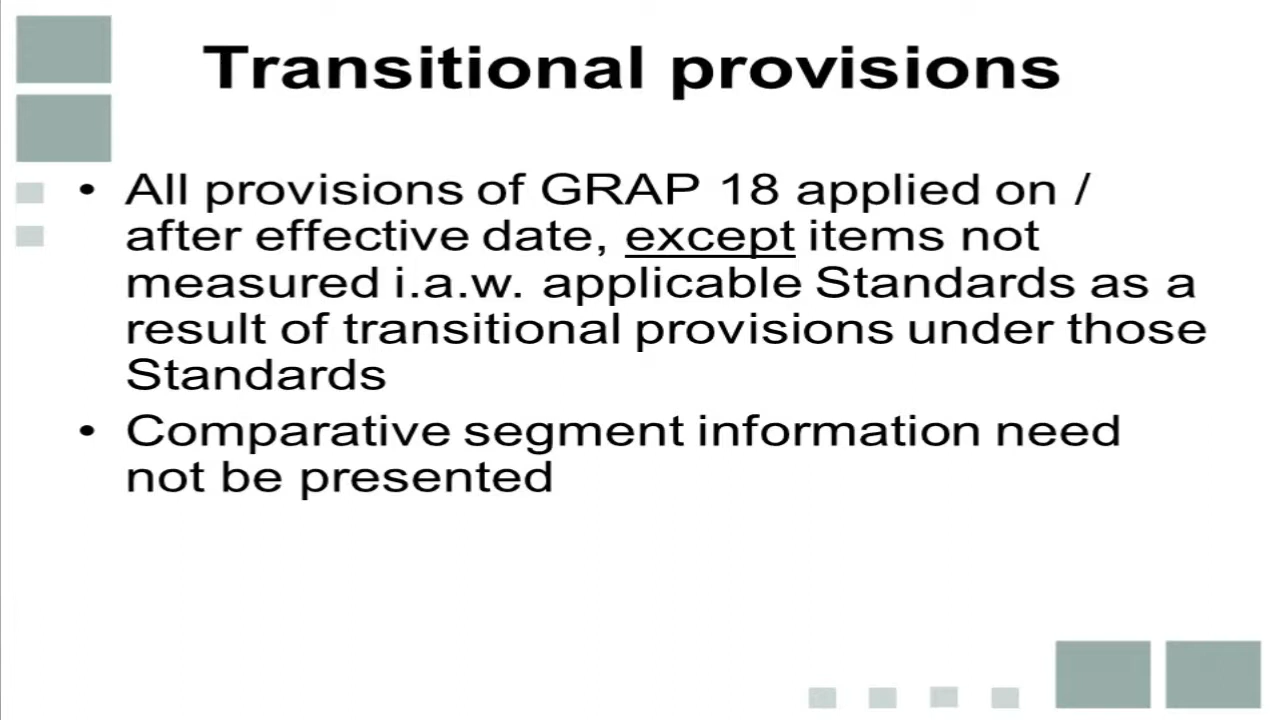 Transitional provisions
• All provisions of GRAP 18 applied on /
after effective date, except items not
measured i.a.w. applicable Standards as a
result of transitional provisions under those
Standards
• Comparative segment information need
not be presented